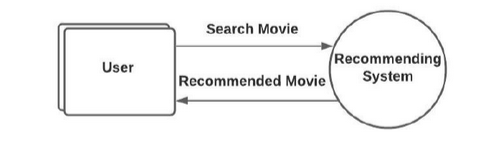 Search Movie
User
Recommending
System
Recommended Movie